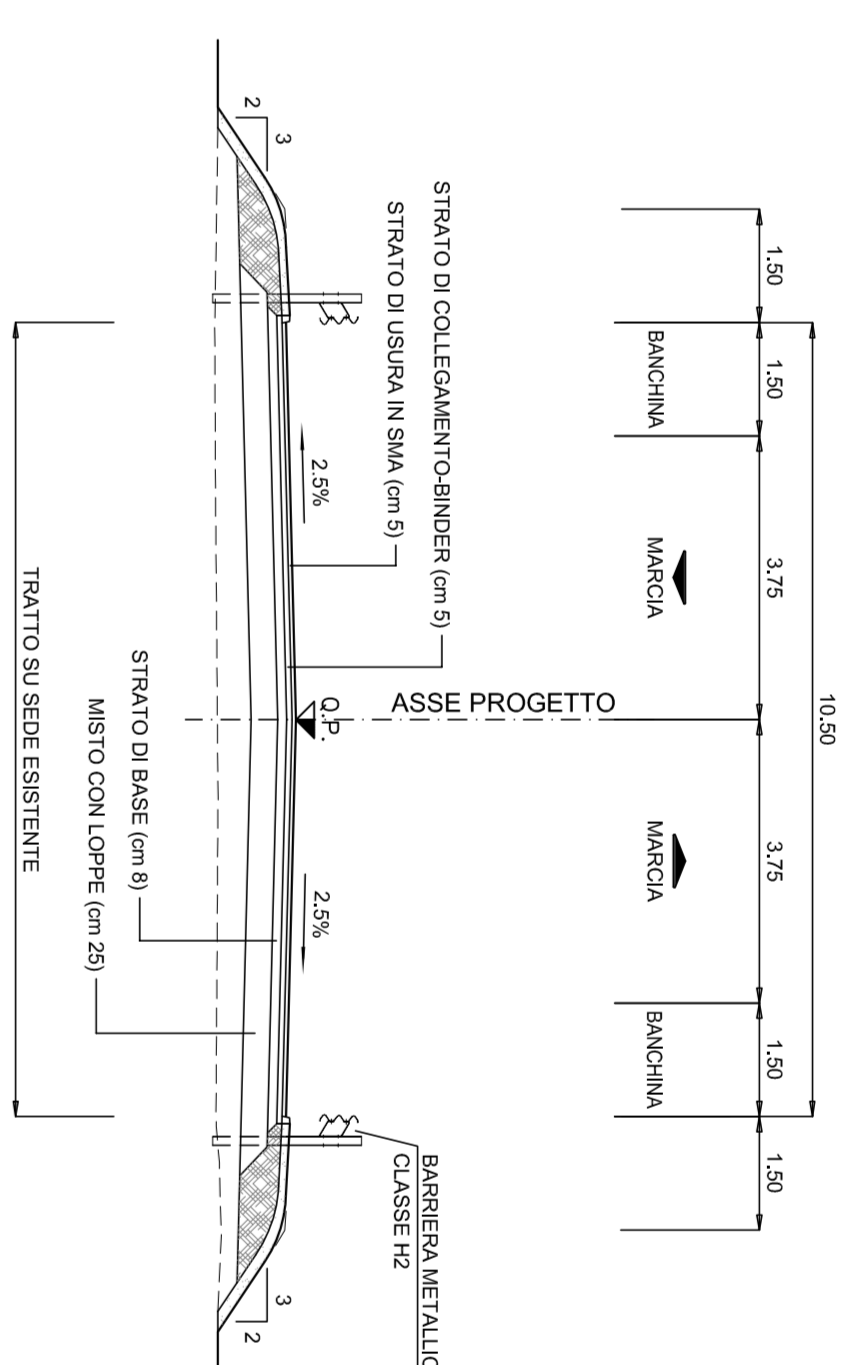 10.50
1.50 1.50 3.75 3.75 1.50 1.50
BANCHINA MARCIA MARCIA BANCHINA
ASSE PROGETTO
STRATO DI COLLEGAMENTO-BINDER (cm 5)
STRATO DI USURA IN SMA (cm 5)
BARRIERA
CLASSE H2
2.5% Q.P. 2.5%
3 3
2 2
STRATO DI BASE (cm 8)
MISTO CON LOPPE (cm 25)
TRATTO SU SEDE ESISTENTE